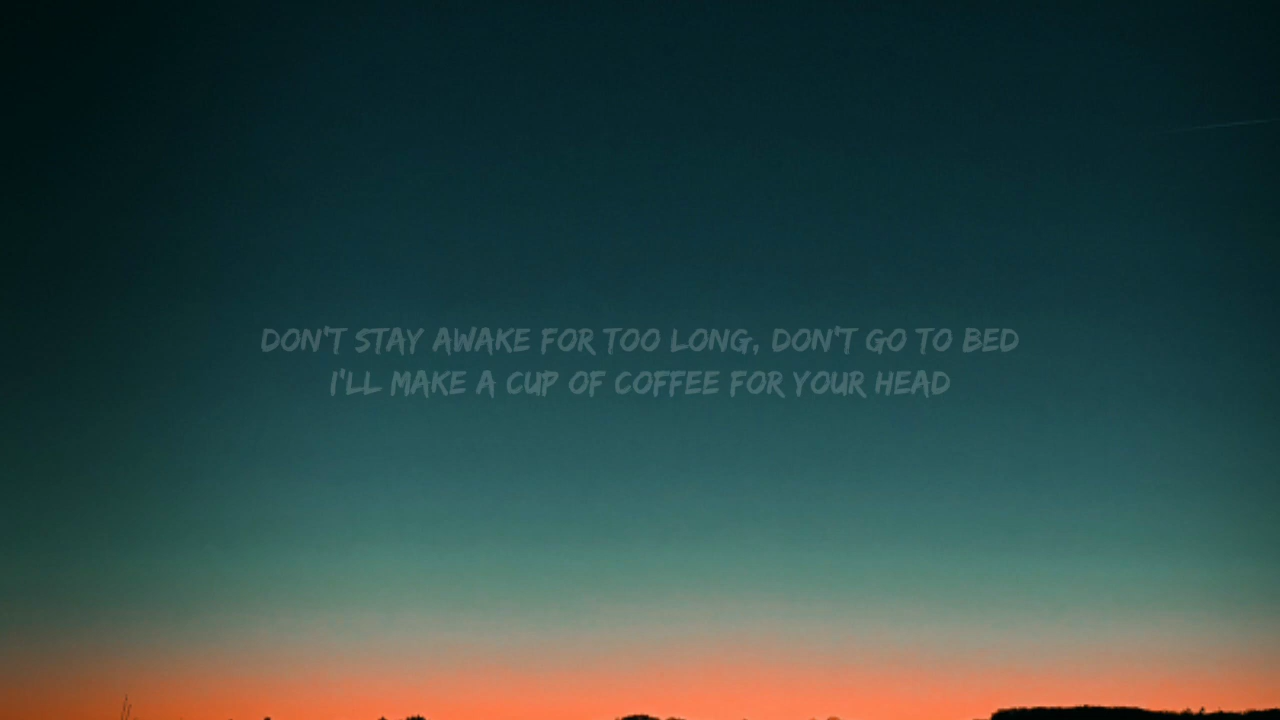 DON'T STAY AWAKE FOR TOO LONG, DON'T GO TO BED
I'LL MAKE A CUP OF COFFEE FOR YOUR HEAD